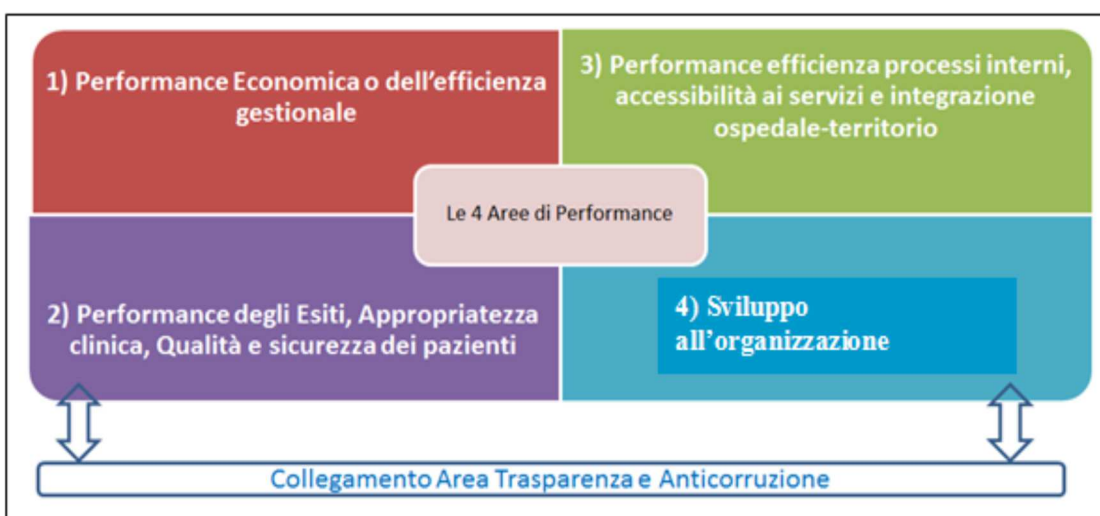 1) Performance Economica o dell'efficienza
gestionale
3) Performance efficienza processi interni,
accessibilità ai servizi e integrazione
ospedale-territorio
Le 4 Aree di Performance
2) Performance degli Esiti, Appropriatezza
clinica, Qualità e sicurezza dei pazienti
4) Sviluppo
all'organizzazione
Collegamento Area Trasparenza e Anticorruzione